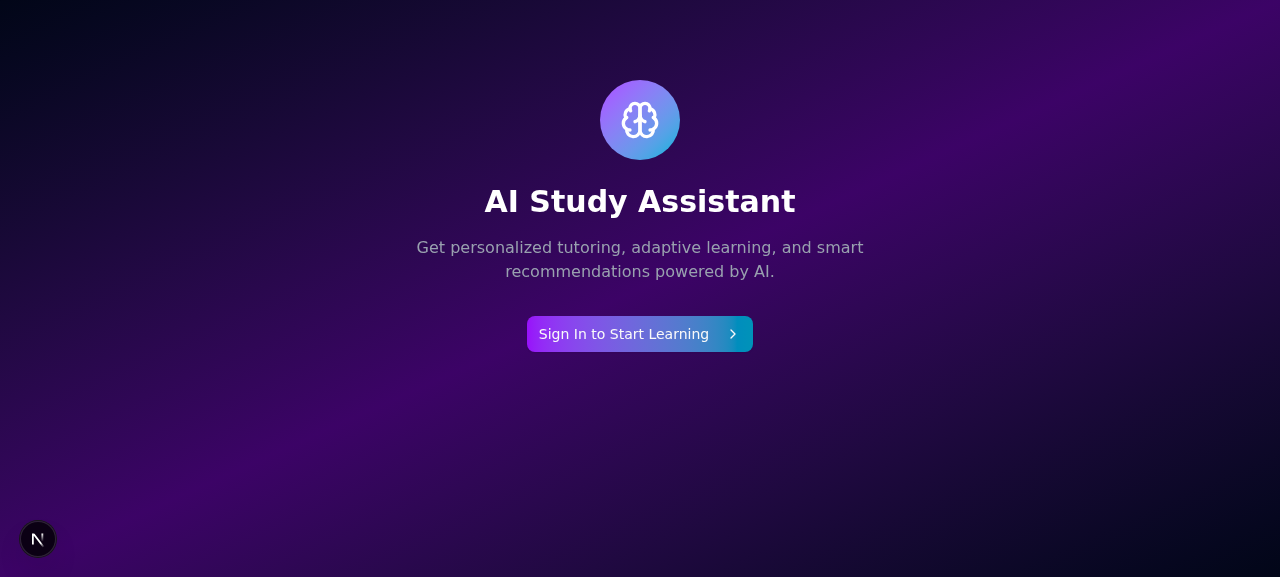 AI Study Assistant
Get personalized tutoring, adaptive learning, and smart
recommendations powered by AI.
Sign In to Start Learning
N